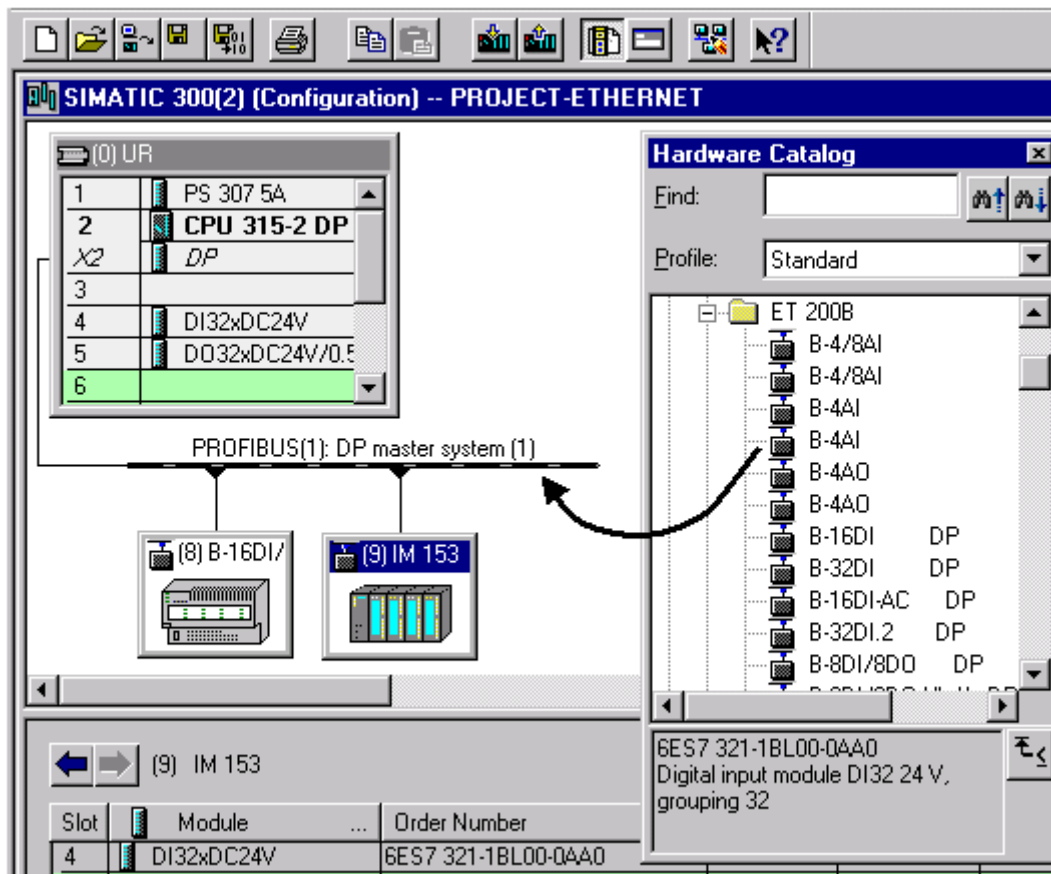 SIMATIC 300(2) (Configuration) -- PROJECT-ETHERNET
(0) UR
1 PS 307 5A
2 CPU 315-2 DP
X2 DP
3
4 DI32xDC24V
5 DO32xDC24V/0.5
6
PROFIBUS(1): DP master system (1)
(8) B-16DI/
(9) IM 153
Hardware Catalog
Find:
Profile: Standard
ET 200B
B-4/8AI
B-4/8AI
B-4AI
B-4AI
B-4AO
B-4AO
B-16DI DP
B-32DI DP
B-16DI-AC DP
B-32DI.2 DP
B-8DI/8DO DP
6ES7 321-1BL00-0AA0
Digital input module DI32 24 V,
grouping 32
(9) IM 153
Slot Module ... Order Number
4 DI32xDC24V 6ES7 321-1BL00-0AA0